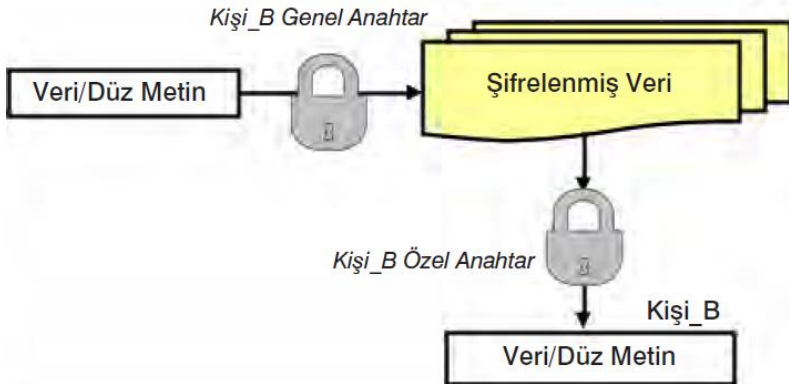 Kişi_B Genel Anahtar
Veri/Düz Metin
Şifrelenmiş Veri
Kişi_B Özel Anahtar
Kişi_B
Veri/Düz Metin